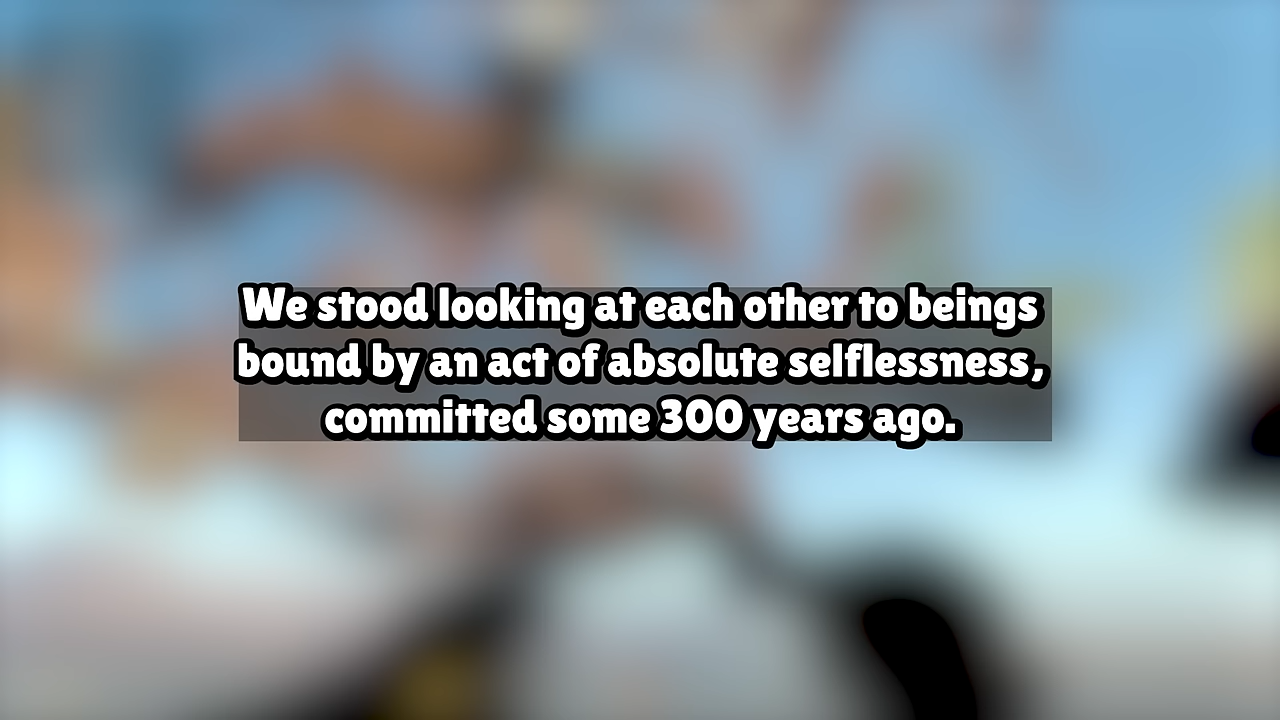 We stood looking at each other to beings
bound by an act of absolute selflessness,
committed some 300 years ago.